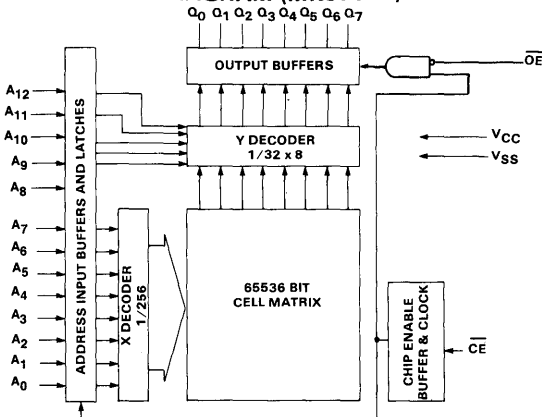 Q0 Q1 Q2 Q3 Q4 Q5 Q6 Q7
OUTPUT BUFFERS
OE
A12
A11
A10
A9
A8
A7
A6
A5
A4
A3
A2
A1
A0
ADDRESS INPUT BUFFERS AND LATCHES
Y DECODER
1/32 x 8
VCC
VSS
X DECODER
1/256
65536 BIT
CELL MATRIX
CHIP ENABLE
BUFFER & CLOCK
CE